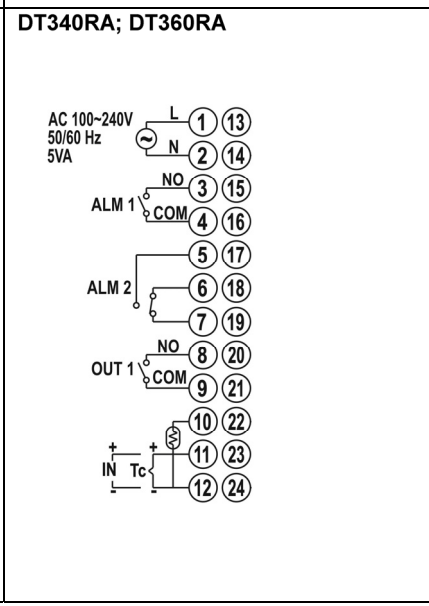 DT340RA; DT360RA
AC 100~240V
50/60 Hz
5VA
L 1 13
~
N 2 14
NO 3 15
ALM 1
COM 4 16
5 17
ALM 2
6 18
7 19
NO 8 20
OUT 1
COM 9 21
10 22
+ + 11 23
IN Tc
- - 12 24